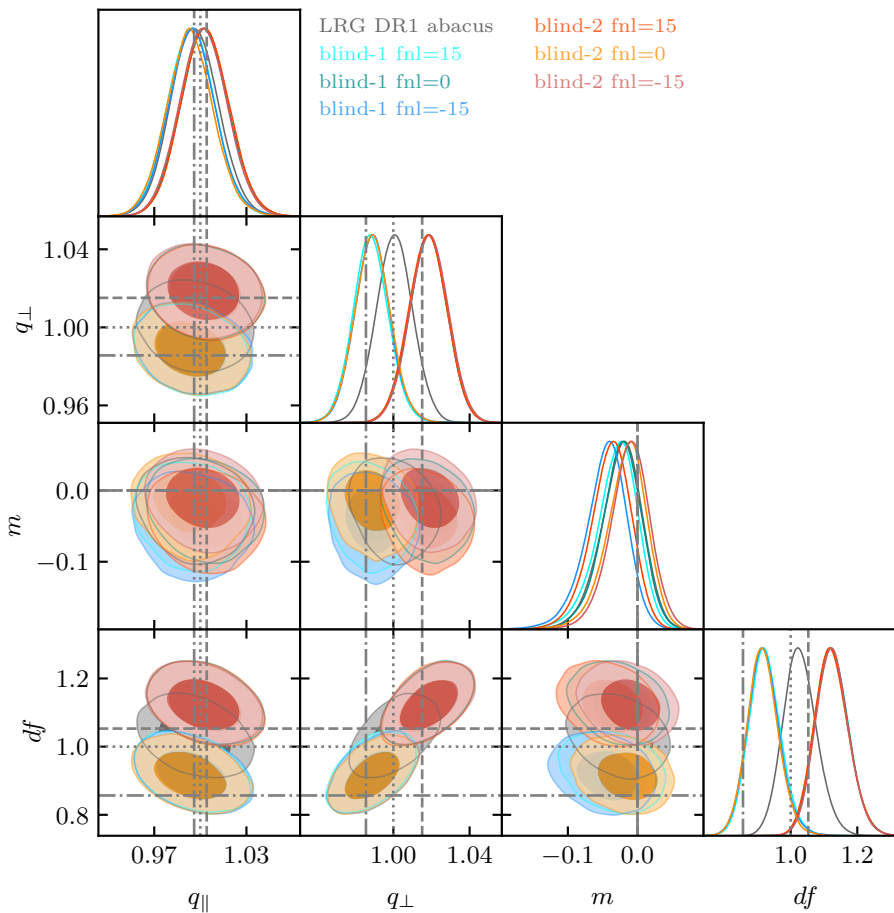 LRG DR1 abacus
blind-1 fnl=15
blind-1 fnl=0
blind-1 fnl=-15
blind-2 fnl=15
blind-2 fnl=0
blind-2 fnl=-15
1.04
1.00
0.96
q⊥
0.0
−0.1
m
1.2
1.0
0.8
df
0.97 1.03 1.00 1.04 −0.1 0.0 1.0 1.2
q∥ q⊥ m df